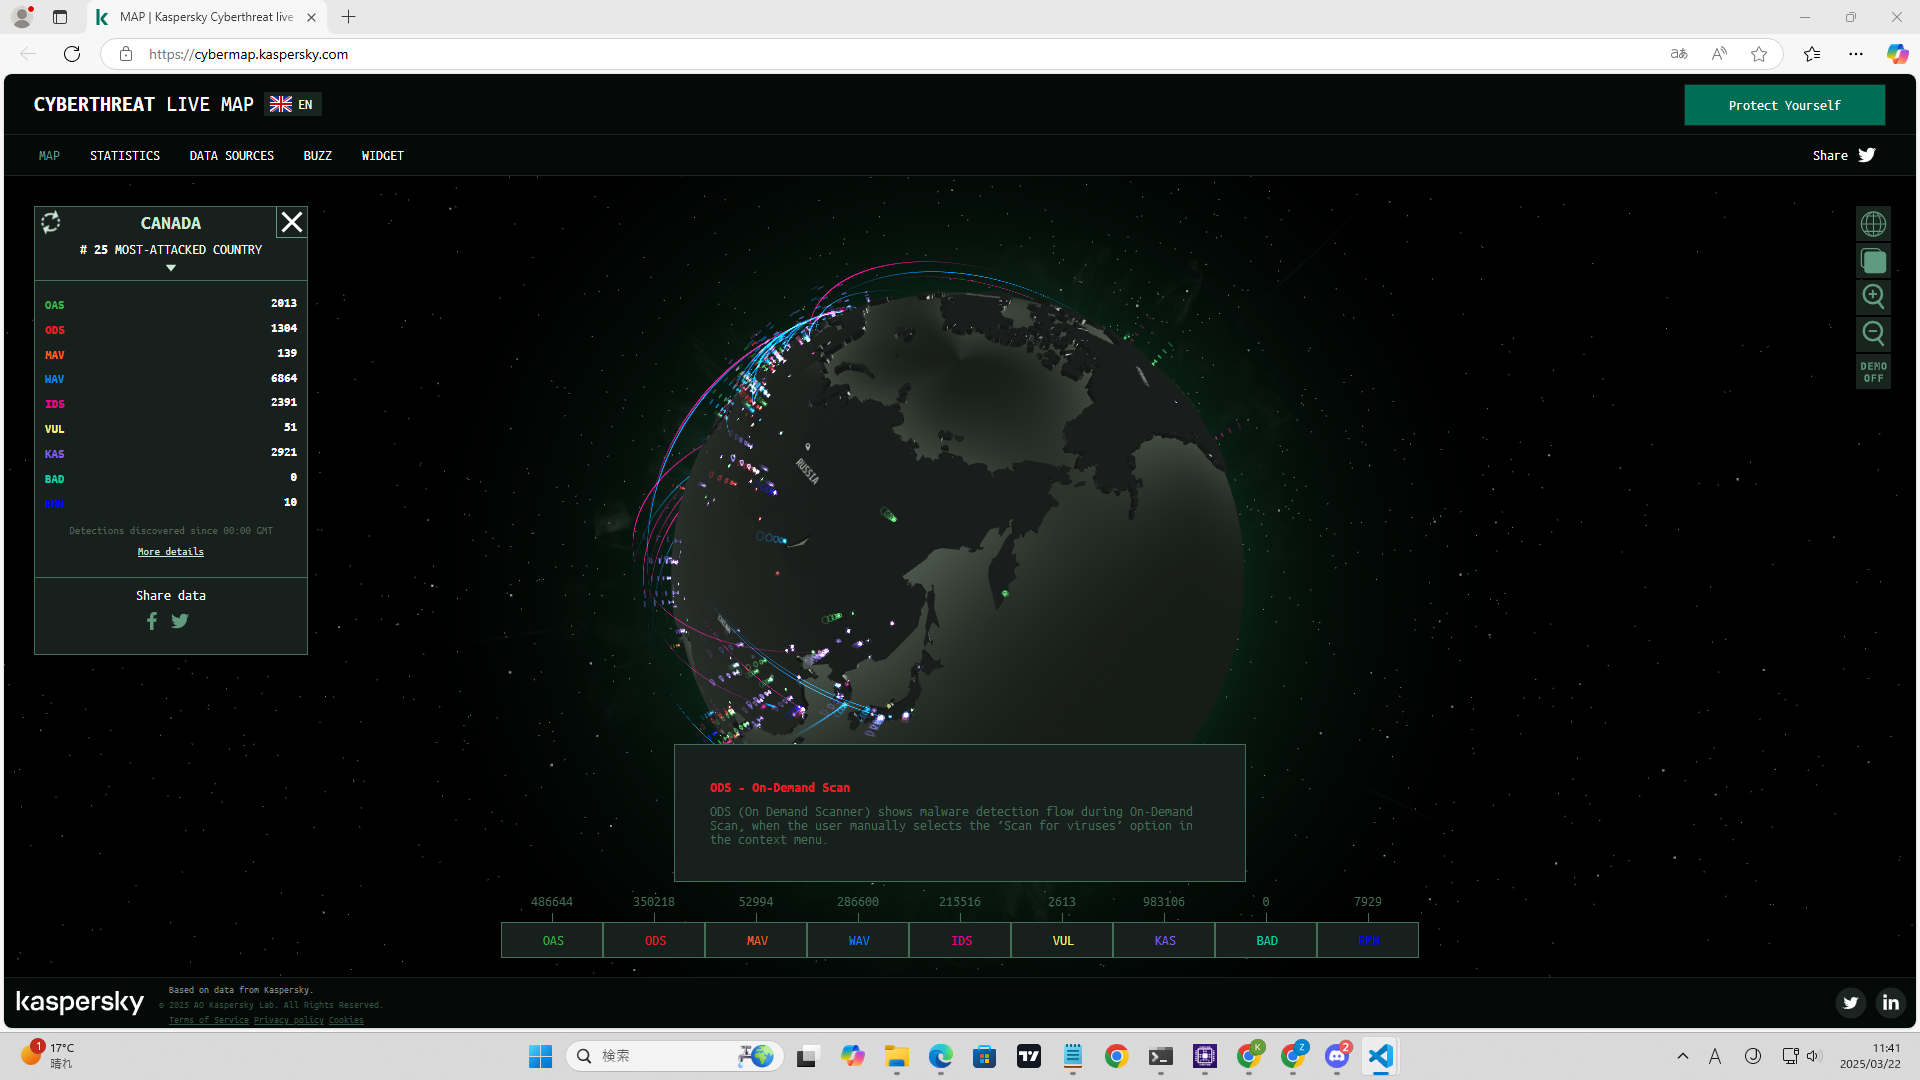 MAP | Kaspersky Cyberthreat live
https://cybermap.kaspersky.com
CYBERTHREAT LIVE MAP EN
Protect Yourself
MAP STATISTICS DATA SOURCES BUZZ WIDGET
Share
CANADA
# 25 MOST-ATTACKED COUNTRY
OAS 2013
ODS 1304
MAV 139
WAV 6864
IDS 2391
VUL 51
KAS 2921
BAD 0
RMW 10
Detections discovered since 00:00 GMT
More details
Share data
DEMO
OFF
RUSSIA
ODS - On-Demand Scan
ODS (On Demand Scanner) shows malware detection flow during On-Demand
Scan, when the user manually selects the 'Scan for viruses' option in
the context menu.
486644 350218 52994 286600 215516 2613 983106 0 7929
OAS ODS MAV WAV IDS VUL KAS BAD RMW
kaspersky
Based on data from Kaspersky.
© 2025 AO Kaspersky Lab. All Rights Reserved.
Terms of Service Privacy policy Cookies
1
17°C
晴れ
検索
K
Z
2
A
11:41
2025/03/22